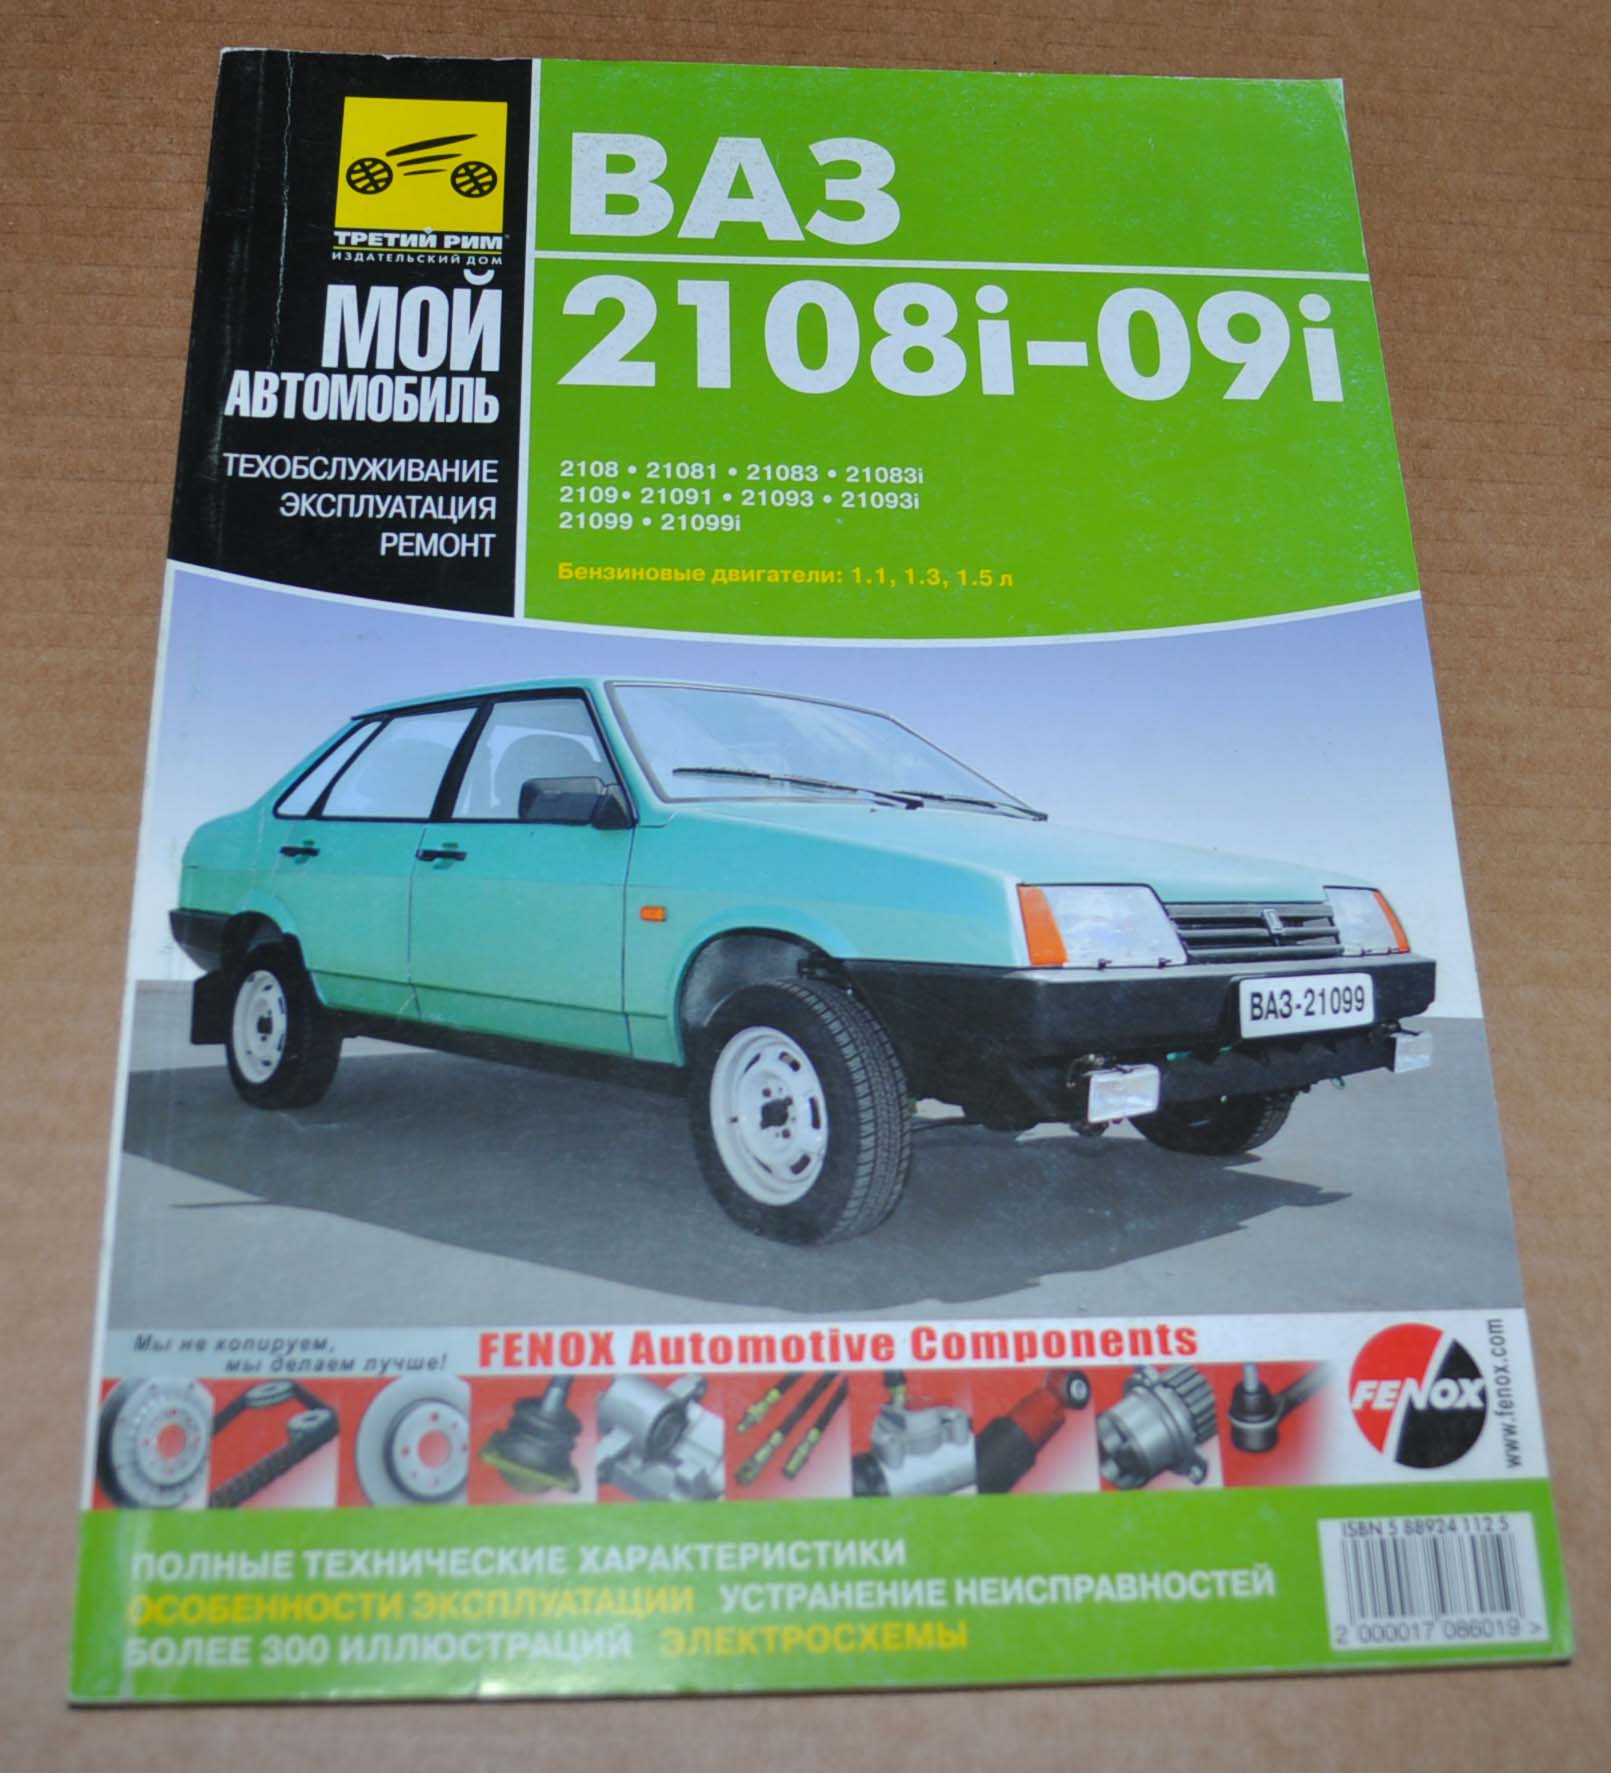 ТРЕТИЙ РИМ
ИЗДАТЕЛЬСКИЙ ДОМ
МОЙ
АВТОМОБИЛЬ
ТЕХОБСЛУЖИВАНИЕ
ЭКСПЛУАТАЦИЯ
РЕМОНТ
ВАЗ
2108i-09i
2108 • 21081 • 21083 • 21083i
2109 • 21091 • 21093 • 21093i
21099 • 21099i
Бензиновые двигатели: 1.1, 1.3, 1.5 л
ВАЗ-21099
Мы не копируем,
мы делаем лучше!
FENOX Automotive Components
FENOX
www.fenox.com
ПОЛНЫЕ ТЕХНИЧЕСКИЕ ХАРАКТЕРИСТИКИ
ОСОБЕННОСТИ ЭКСПЛУАТАЦИИ УСТРАНЕНИЕ НЕИСПРАВНОСТЕЙ
БОЛЕЕ 300 ИЛЛЮСТРАЦИЙ ЭЛЕКТРОСХЕМЫ
ISBN 5 88924 112 5
2 000017 086019 >